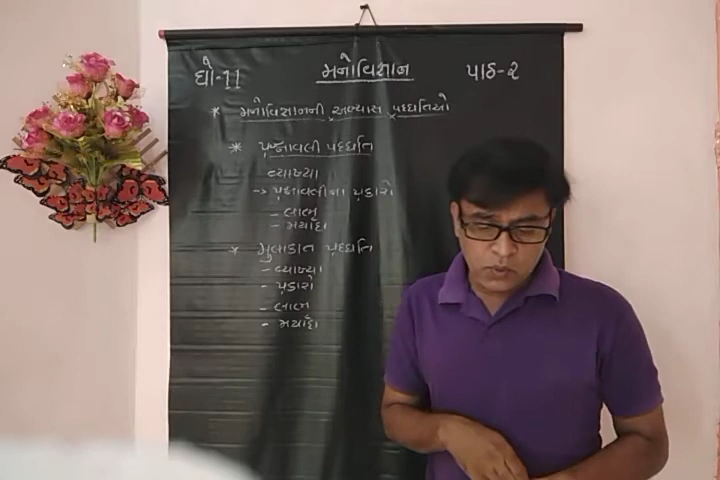 ધો-11 મનોવિજ્ઞાન પાઠ-૨
* મનોવિજ્ઞાનની અભ્યાસ પદ્ધતિઓ
* પ્રશ્નાવલી પદ્ધતિ
વ્યાખ્યા
-> પ્રશ્નાવલીના પ્રકારો
- લાભ
- મર્યાદા
* મુલાકાત પદ્ધતિ
- વ્યાખ્યા
- પ્રકારો
- લાભ
- મર્યાદા